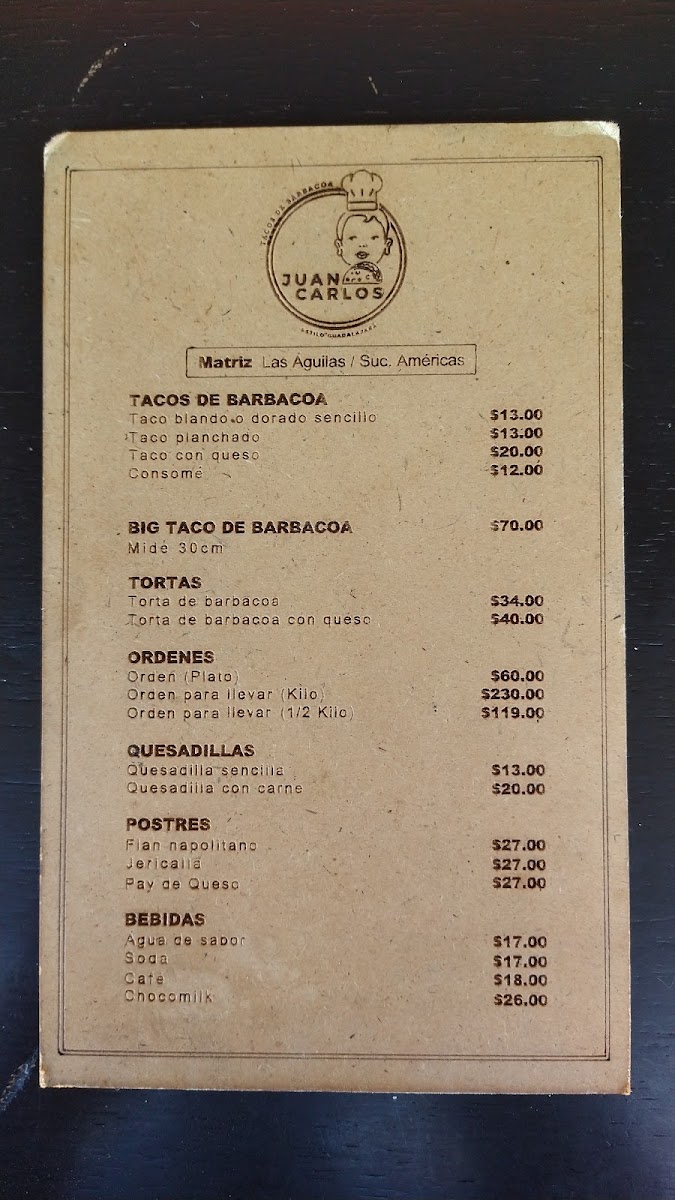 TACOS DE BARBACOA
JUAN
CARLOS
ESTILO GUADALAJARA
Matriz Las Aguilas / Suc. Américas
TACOS DE BARBACOA
Taco blando o dorado sencillo $13.00
Taco planchado $13.00
Taco con queso $20.00
Consomé $12.00
BIG TACO DE BARBACOA $70.00
Mide 30cm
TORTAS
Torta de barbacoa $34.00
Torta de barbacoa con queso $40.00
ORDENES
Orden (Plato) $60.00
Orden para llevar (Kilo) $230.00
Orden para llevar (1/2 Kilo) $119.00
QUESADILLAS
Quesadilla sencilla $13.00
Quesadilla con carne $20.00
POSTRES
Flan napolitano $27.00
Jericalla $27.00
Pay de Queso $27.00
BEBIDAS
Agua de sabor $17.00
Soda $17.00
Café $18.00
Chocomilk $26.00